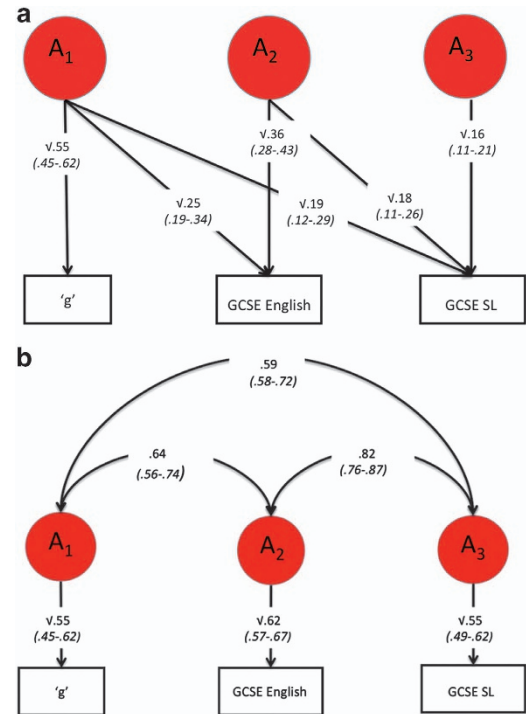 a
A1 A2 A3
√.55
(.45-.62)
√.36
(.28-.43)
√.16
(.11-.21)
√.25
(.19-.34)
√.19
(.12-.29)
√.18
(.11-.26)
'g'
GCSE English
GCSE SL
b
.59
(.58-.72)
.64
(.56-.74)
.82
(.76-.87)
A1 A2 A3
√.55
(.45-.62)
√.62
(.57-.67)
√.55
(.49-.62)
'g'
GCSE English
GCSE SL